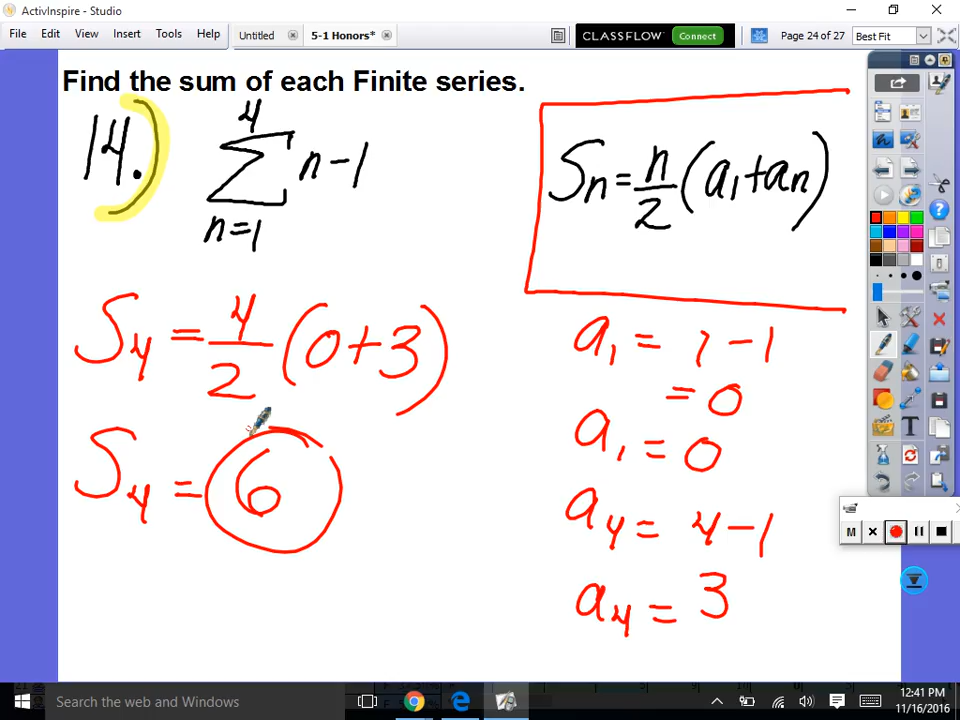 ActivInspire - Studio
File Edit View Insert Tools Help Untitled 5-1 Honors* CLASSFLOW Connect Page 24 of 27 Best Fit
Find the sum of each Finite series.
14.)
4
∑ n-1
n=1
Sn = n/2 (a1+an)
S4 = 4/2 (0+3)
S4 = 6
a1 = 1-1
= 0
a1 = 0
a4 = 4-1
a4 = 3
M
Search the web and Windows
12:41 PM
11/16/2016